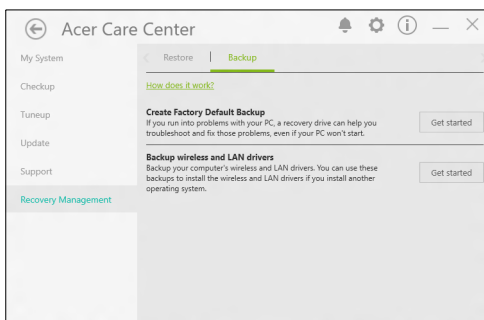 Acer Care Center
My System
Checkup
Tuneup
Update
Support
Recovery Management
Restore
Backup
How does it work?
Create Factory Default Backup
If you run into problems with your PC, a recovery drive can help you
troubleshoot and fix those problems, even if your PC won't start.
Get started
Backup wireless and LAN drivers
Backup your computer's wireless and LAN drivers. You can use these
backups to install the wireless and LAN drivers if you install another
operating system.
Get started